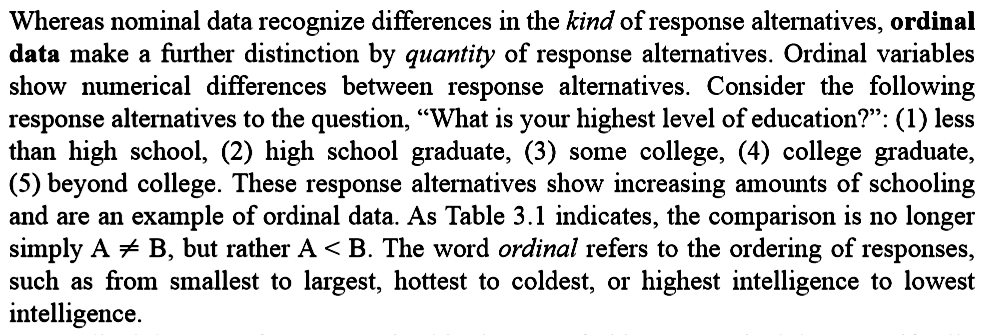 Whereas nominal data recognize differences in the kind of response alternatives, ordinal
data make a further distinction by quantity of response alternatives. Ordinal variables
show numerical differences between response alternatives. Consider the following
response alternatives to the question, “What is your highest level of education?”: (1) less
than high school, (2) high school graduate, (3) some college, (4) college graduate,
(5) beyond college. These response alternatives show increasing amounts of schooling
and are an example of ordinal data. As Table 3.1 indicates, the comparison is no longer
simply A ≠ B, but rather A < B. The word ordinal refers to the ordering of responses,
such as from smallest to largest, hottest to coldest, or highest intelligence to lowest
intelligence.